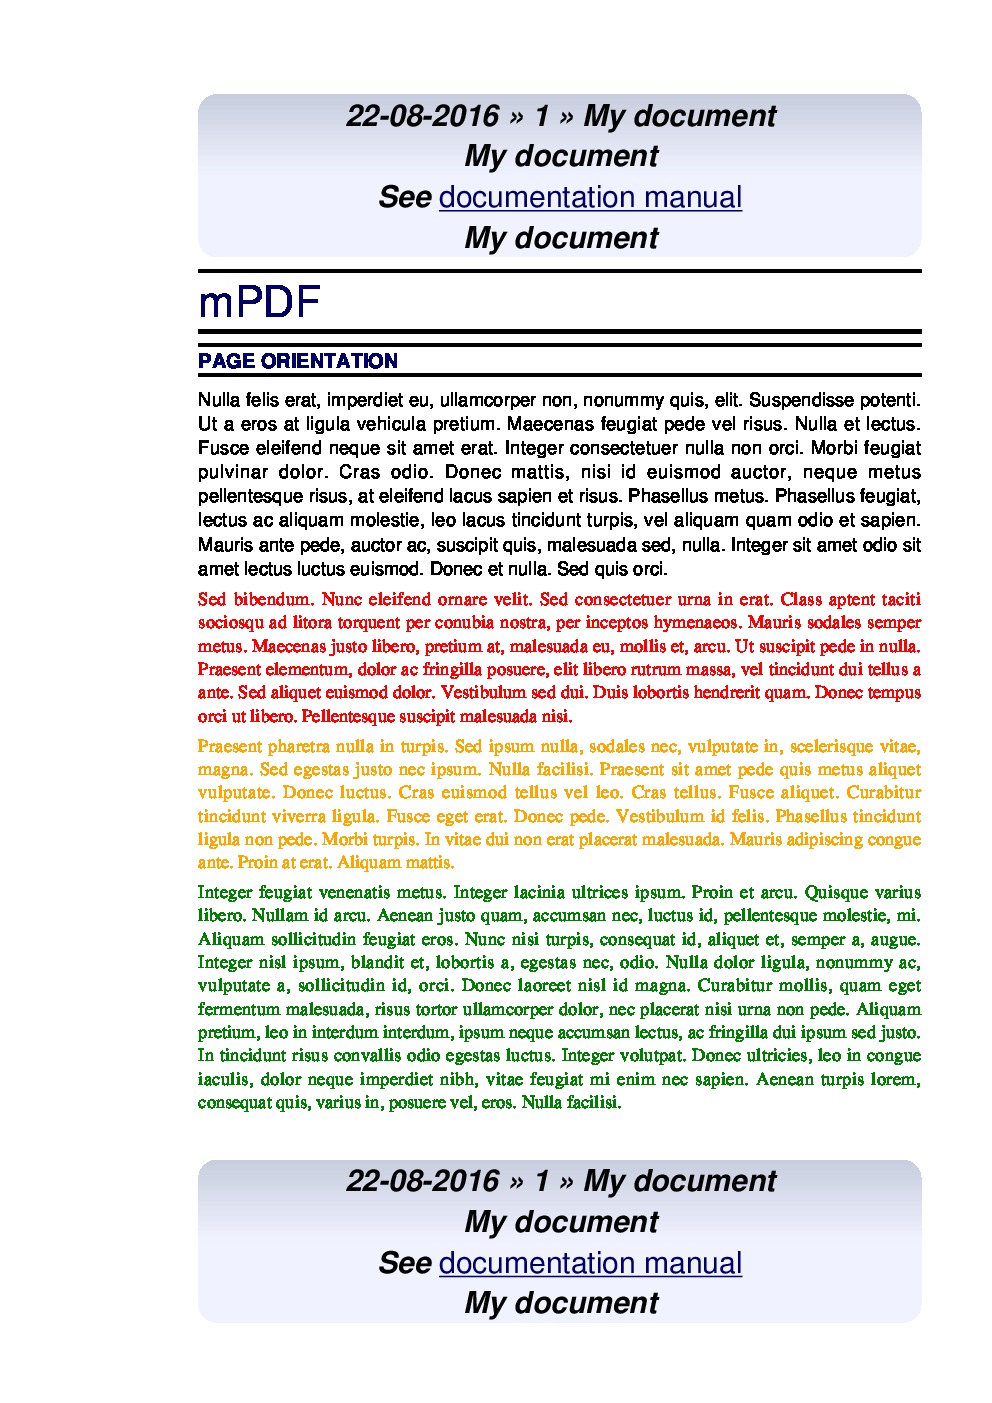 22-08-2016 » 1 » My document
My document
See documentation manual
My document
mPDF
PAGE ORIENTATION
Nulla felis erat, imperdiet eu, ullamcorper non, nonummy quis, elit. Suspendisse potenti.
Ut a eros at ligula vehicula pretium. Maecenas feugiat pede vel risus. Nulla et lectus.
Fusce eleifend neque sit amet erat. Integer consectetuer nulla non orci. Morbi feugiat
pulvinar dolor. Cras odio. Donec mattis, nisi id euismod auctor, neque metus
pellentesque risus, at eleifend lacus sapien et risus. Phasellus metus. Phasellus feugiat,
lectus ac aliquam molestie, leo lacus tincidunt turpis, vel aliquam quam odio et sapien.
Mauris ante pede, auctor ac, suscipit quis, malesuada sed, nulla. Integer sit amet odio sit
amet lectus luctus euismod. Donec et nulla. Sed quis orci.
Sed bibendum. Nunc eleifend ornare velit. Sed consectetuer urna in erat. Class aptent taciti
sociosqu ad litora torquent per conubia nostra, per inceptos hymenaeos. Mauris sodales semper
metus. Maecenas justo libero, pretium at, malesuada eu, mollis et, arcu. Ut suscipit pede in nulla.
Praesent elementum, dolor ac fringilla posuere, elit libero rutrum massa, vel tincidunt dui tellus a
ante. Sed aliquet euismod dolor. Vestibulum sed dui. Duis lobortis hendrerit quam. Donec tempus
orci ut libero. Pellentesque suscipit malesuada nisi.
Praesent pharetra nulla in turpis. Sed ipsum nulla, sodales nec, vulputate in, scelerisque vitae,
magna. Sed egestas justo nec ipsum. Nulla facilisi. Praesent sit amet pede quis metus aliquet
vulputate. Donec luctus. Cras euismod tellus vel leo. Cras tellus. Fusce aliquet. Curabitur
tincidunt viverra ligula. Fusce eget erat. Donec pede. Vestibulum id felis. Phasellus tincidunt
ligula non pede. Morbi turpis. In vitae dui non erat placerat malesuada. Mauris adipiscing congue
ante. Proin at erat. Aliquam mattis.
Integer feugiat venenatis metus. Integer lacinia ultrices ipsum. Proin et arcu. Quisque varius
libero. Nullam id arcu. Aenean justo quam, accumsan nec, luctus id, pellentesque molestie, mi.
Aliquam sollicitudin feugiat eros. Nunc nisi turpis, consequat id, aliquet et, semper a, augue.
Integer nisl ipsum, blandit et, lobortis a, egestas nec, odio. Nulla dolor ligula, nonummy ac,
vulputate a, sollicitudin id, orci. Donec laoreet nisl id magna. Curabitur mollis, quam eget
fermentum malesuada, risus tortor ullamcorper dolor, nec placerat nisi urna non pede. Aliquam
pretium, leo in interdum interdum, ipsum neque accumsan lectus, ac fringilla dui ipsum sed justo.
In tincidunt risus convallis odio egestas luctus. Integer volutpat. Donec ultricies, leo in congue
iaculis, dolor neque imperdiet nibh, vitae feugiat mi enim nec sapien. Aenean turpis lorem,
consequat quis, varius in, posuere vel, eros. Nulla facilisi.
22-08-2016 » 1 » My document
My document
See documentation manual
My document